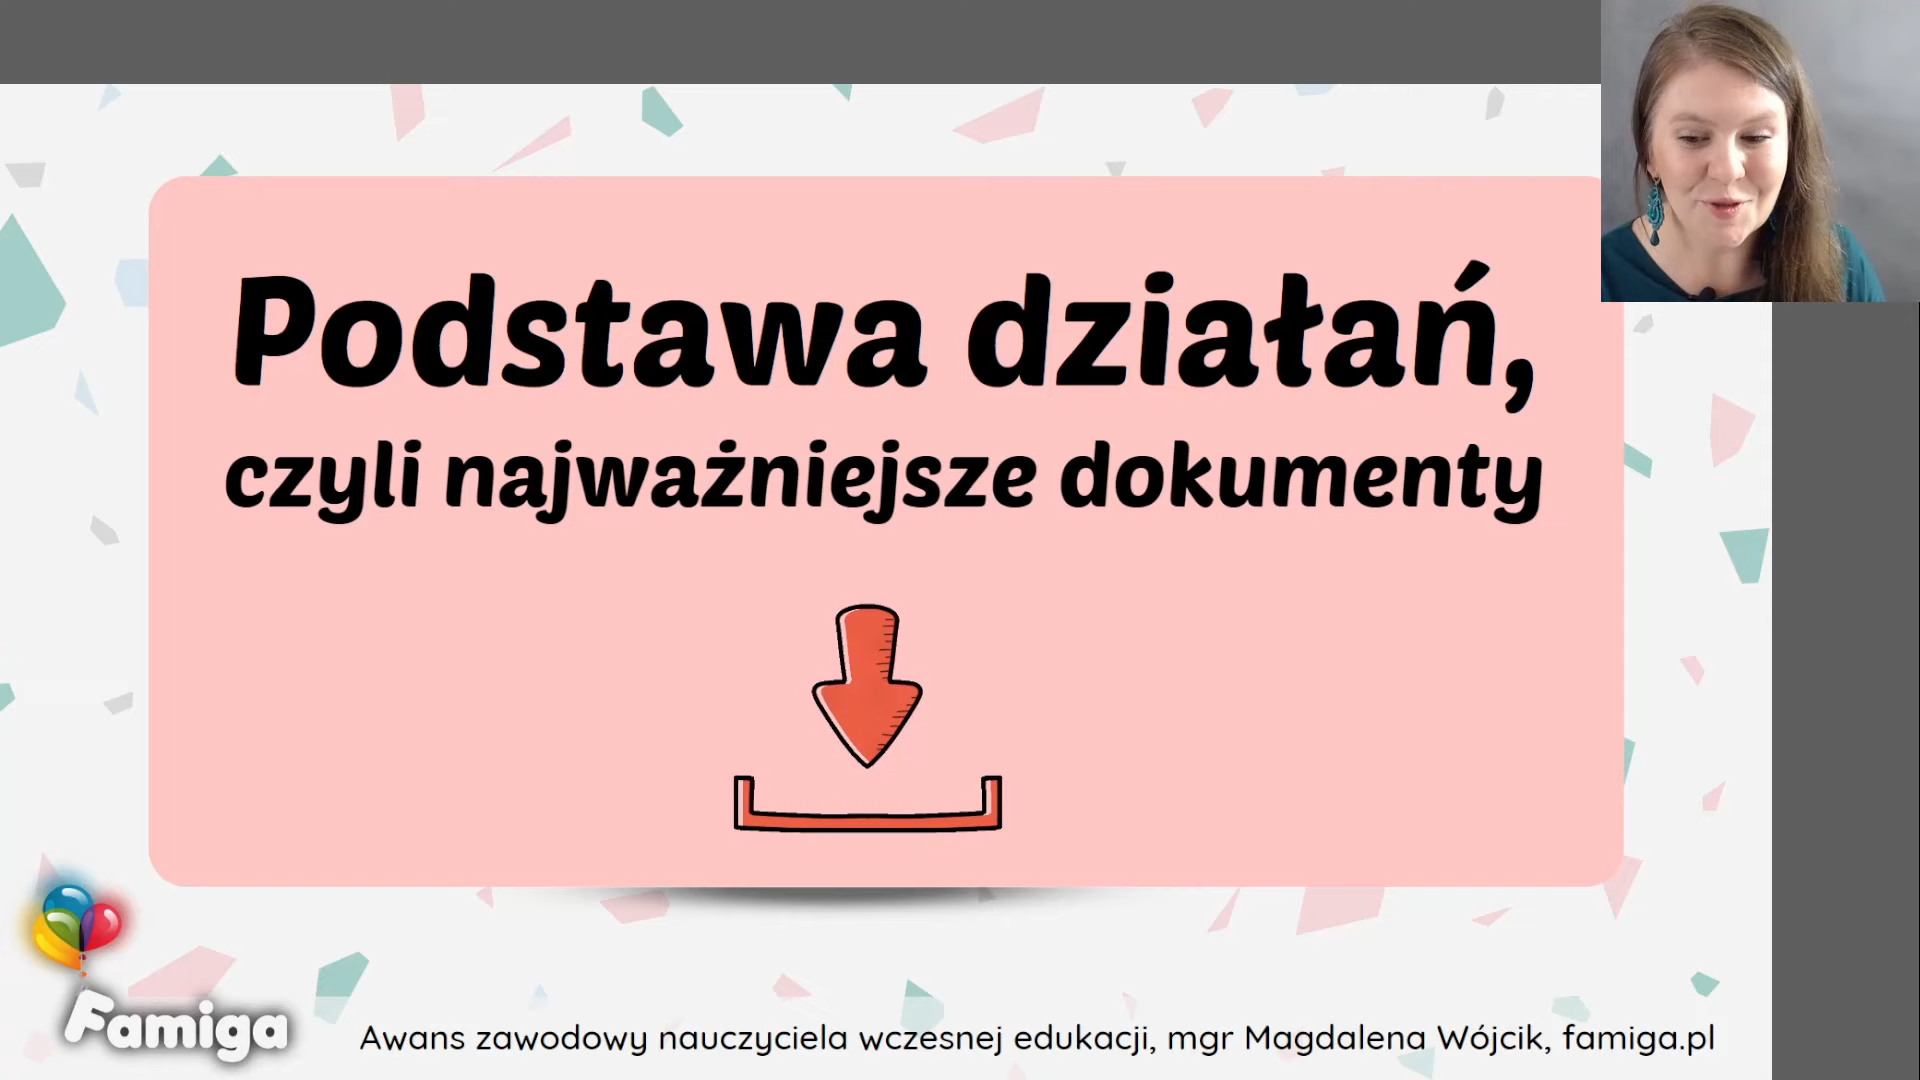 Podstawa działań,
czyli najważniejsze dokumenty
Famiga
Awans zawodowy nauczyciela wczesnej edukacji, mgr Magdalena Wójcik, famiga.pl